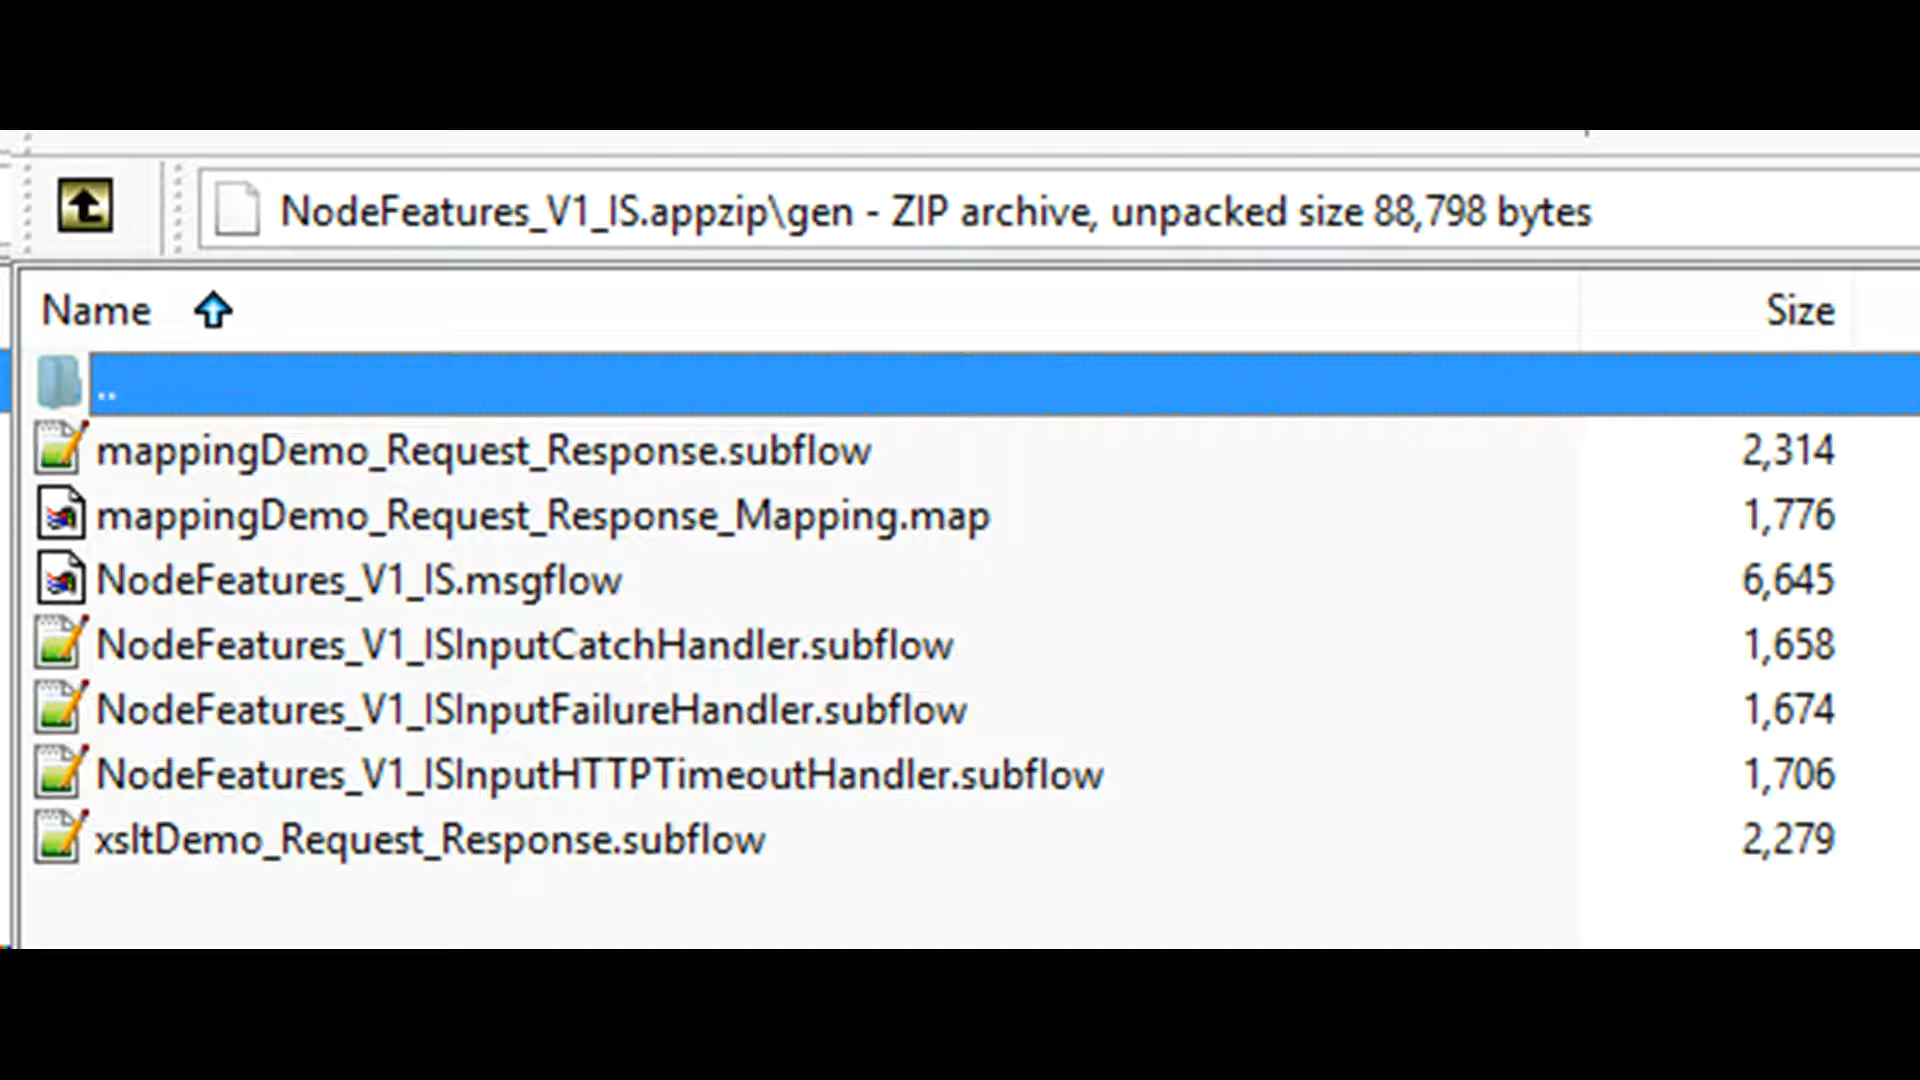 NodeFeatures_V1_IS.appzip\gen - ZIP archive, unpacked size 88,798 bytes
Name Size
..
mappingDemo_Request_Response.subflow 2,314
mappingDemo_Request_Response_Mapping.map 1,776
NodeFeatures_V1_IS.msgflow 6,645
NodeFeatures_V1_ISInputCatchHandler.subflow 1,658
NodeFeatures_V1_ISInputFailureHandler.subflow 1,674
NodeFeatures_V1_ISInputHTTPTimeoutHandler.subflow 1,706
xsltDemo_Request_Response.subflow 2,279